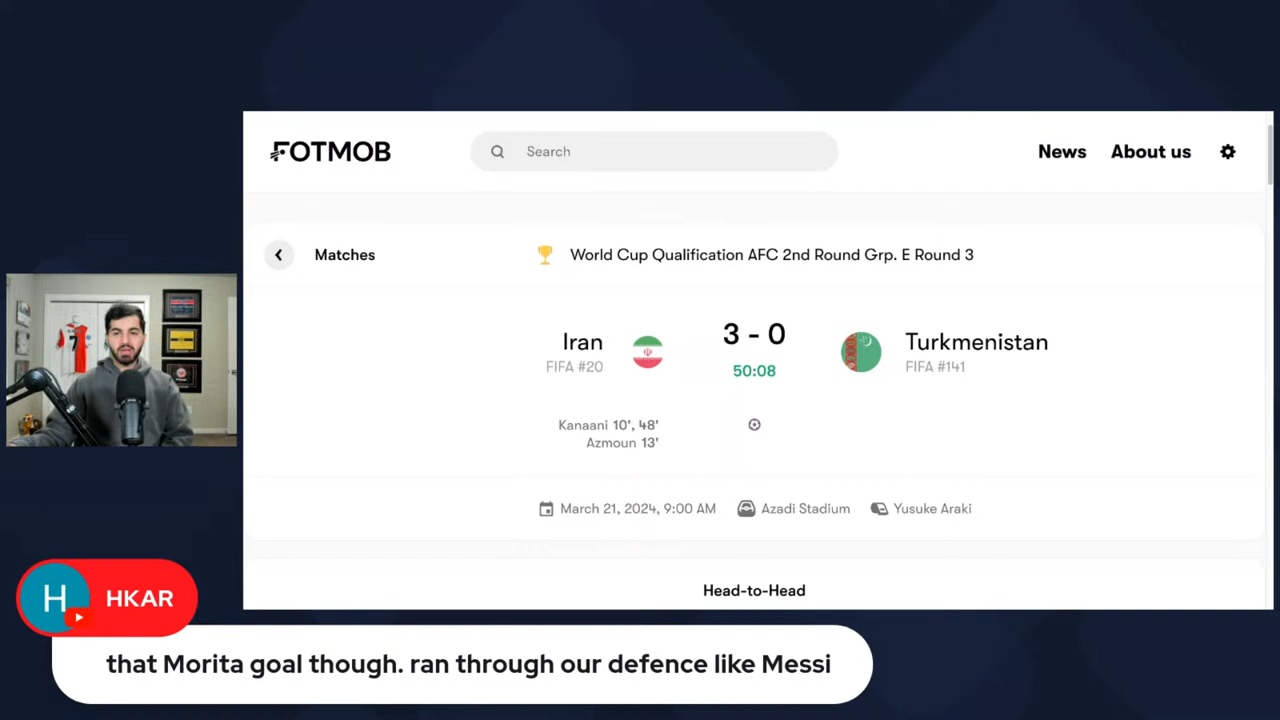 FOTMOB
Search
News
About us
Matches
World Cup Qualification AFC 2nd Round Grp. E Round 3
Iran
FIFA #20
3 - 0
50:08
Turkmenistan
FIFA #141
Kanaani 10', 48'
Azmoun 13'
March 21, 2024, 9:00 AM
Azadi Stadium
Yusuke Araki
Head-to-Head
H
HKAR
that Morita goal though. ran through our defence like Messi